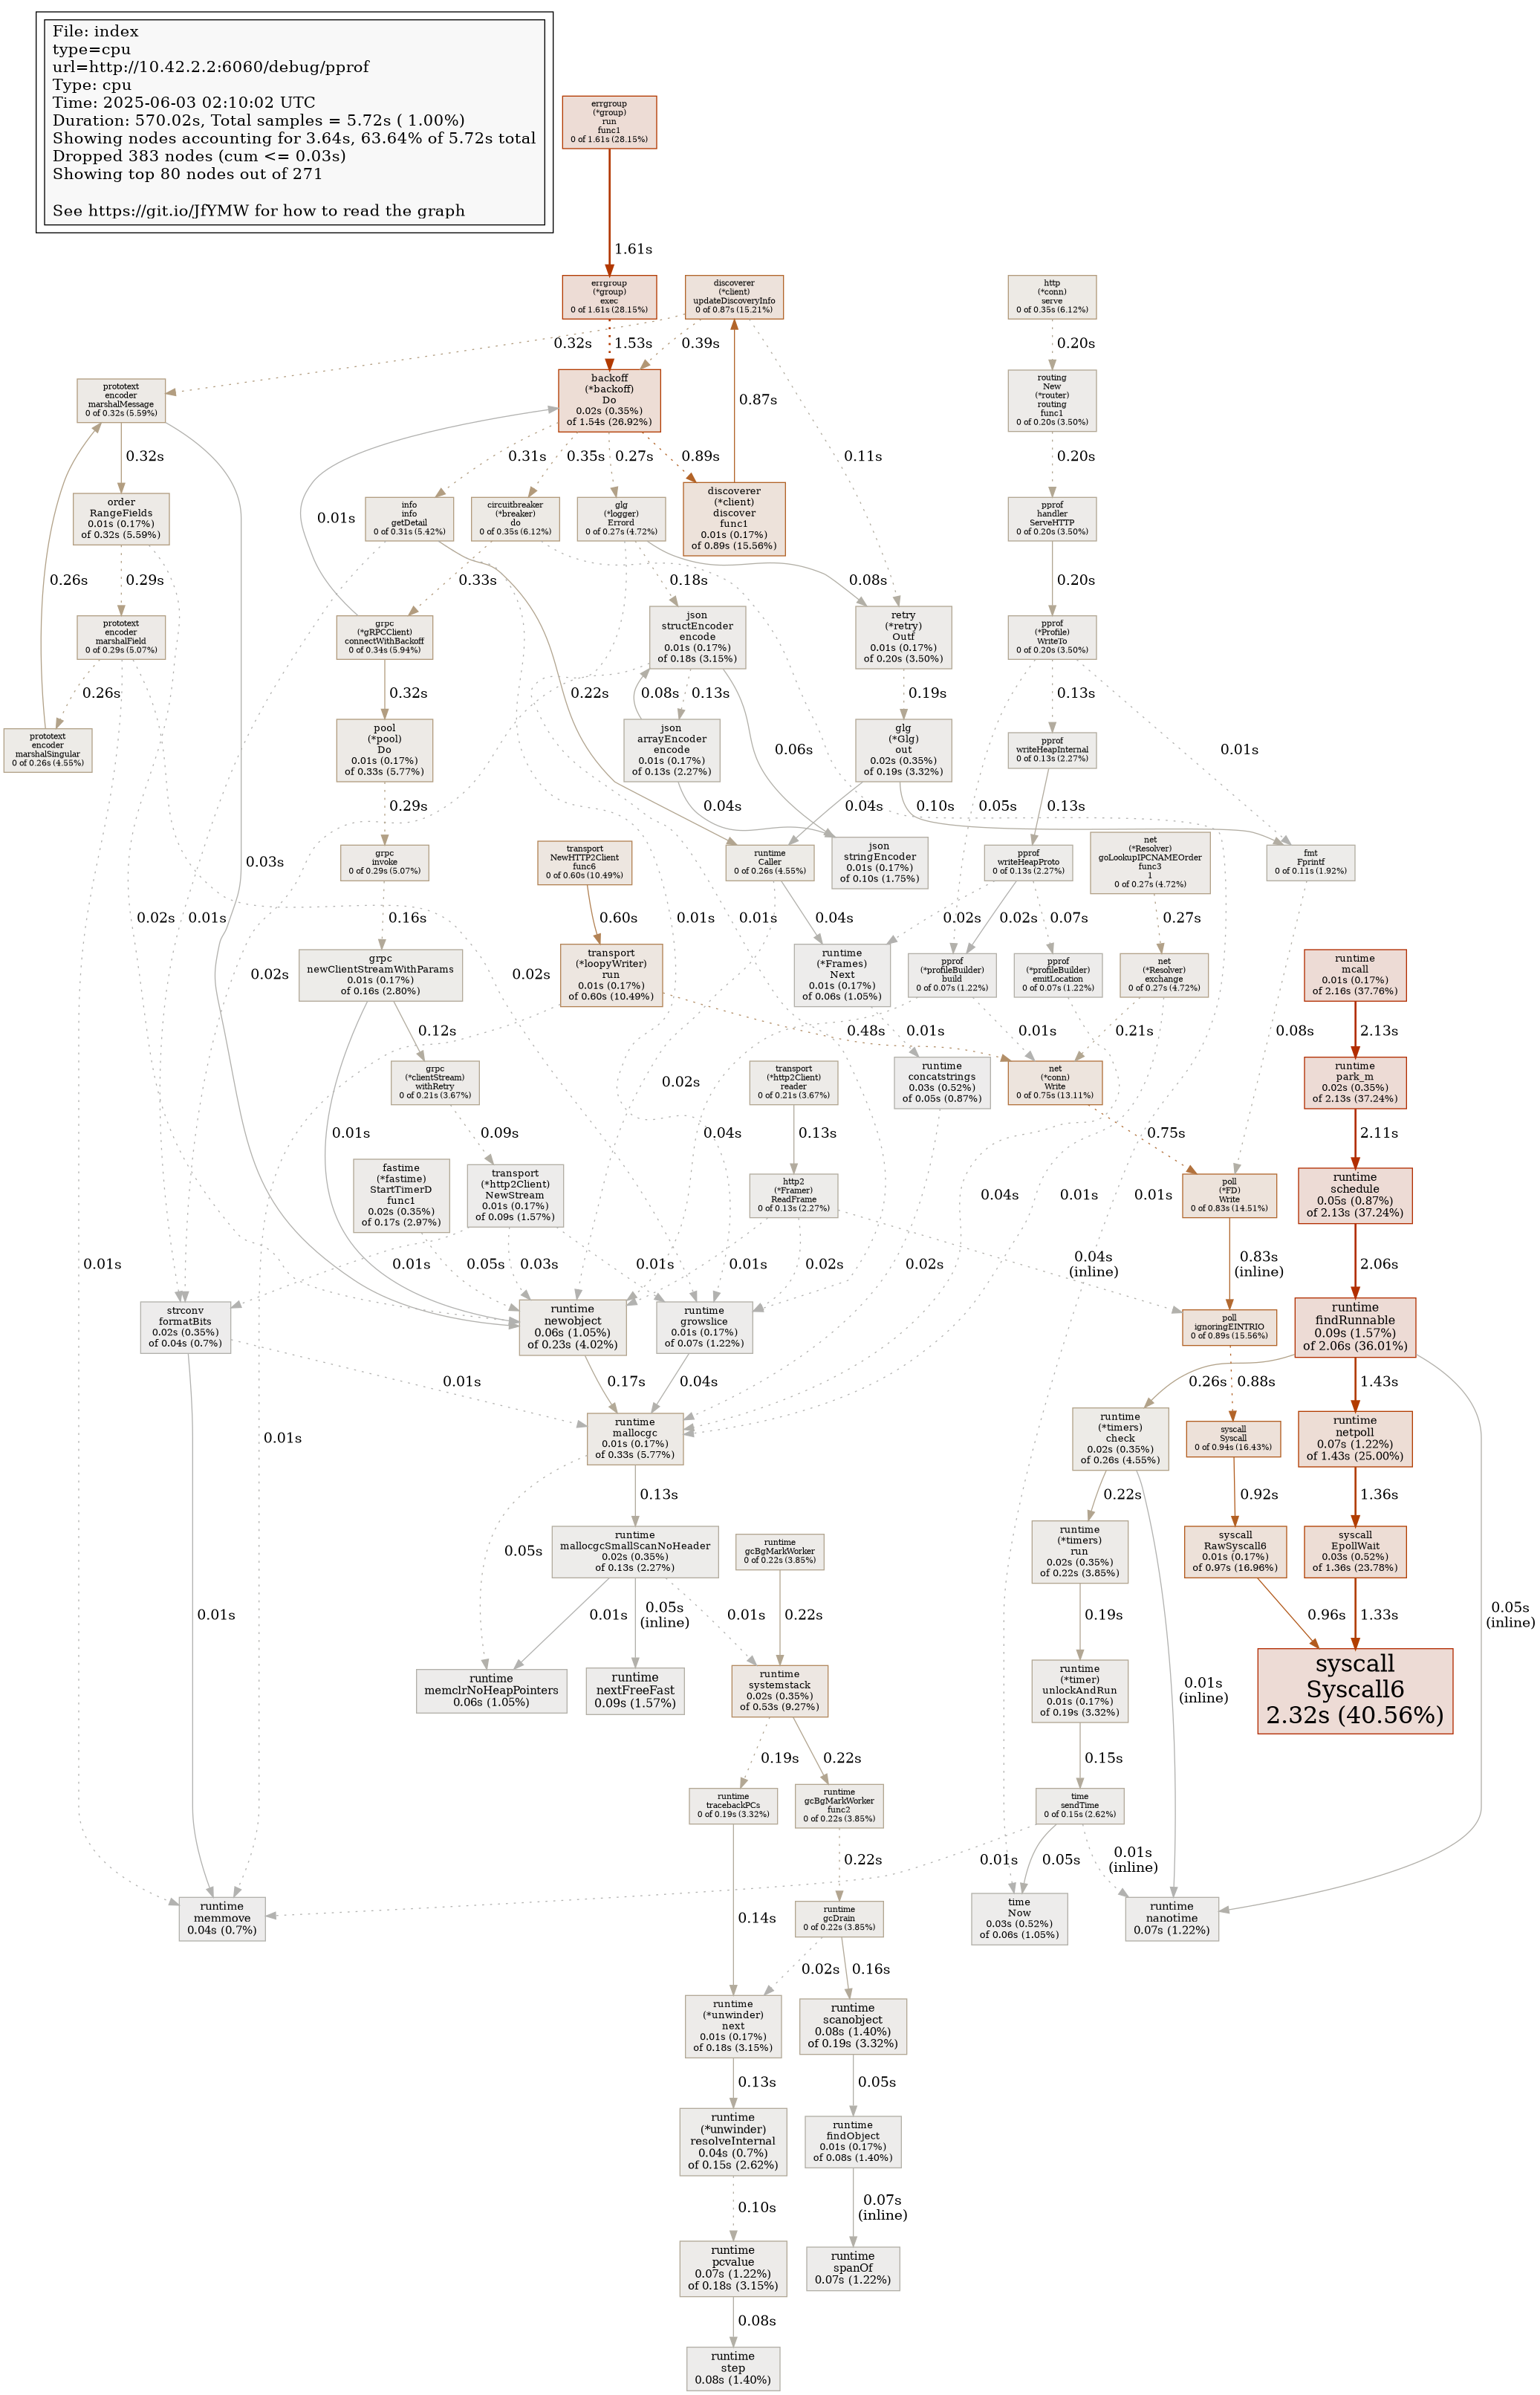 File: index
type=cpu
url=http://10.42.2.2:6060/debug/pprof
Type: cpu
Time: 2025-06-03 02:10:02 UTC
Duration: 570.02s, Total samples = 5.72s ( 1.00%)
Showing nodes accounting for 3.64s, 63.64% of 5.72s total
Dropped 383 nodes (cum <= 0.03s)
Showing top 80 nodes out of 271
See https://git.io/JfYMW for how to read the graph
errgroup
(*group)
run
func1
0 of 1.61s (28.15%)
1.61s
errgroup
(*group)
exec
0 of 1.61s (28.15%)
discoverer
(*client)
updateDiscoveryInfo
0 of 0.87s (15.21%)
http
(*conn)
serve
0 of 0.35s (6.12%)
0.32s
1.53s
0.39s
0.20s
prototext
encoder
marshalMessage
0 of 0.32s (5.59%)
backoff
(*backoff)
Do
0.02s (0.35%)
of 1.54s (26.92%)
0.87s
routing
New
(*router)
routing
func1
0 of 0.20s (3.50%)
0.32s
0.31s
0.35s
0.27s
0.89s
0.11s
0.20s
order
RangeFields
0.01s (0.17%)
of 0.32s (5.59%)
0.01s
info
info
getDetail
0 of 0.31s (5.42%)
circuitbreaker
(*breaker)
do
0 of 0.35s (6.12%)
glg
(*logger)
Errord
0 of 0.27s (4.72%)
discoverer
(*client)
discover
func1
0.01s (0.17%)
of 0.89s (15.56%)
pprof
handler
ServeHTTP
0 of 0.20s (3.50%)
0.26s
0.29s
0.33s
0.18s
0.08s
0.20s
prototext
encoder
marshalField
0 of 0.29s (5.07%)
grpc
(*gRPCClient)
connectWithBackoff
0 of 0.34s (5.94%)
json
structEncoder
encode
0.01s (0.17%)
of 0.18s (3.15%)
retry
(*retry)
Outf
0.01s (0.17%)
of 0.20s (3.50%)
pprof
(*Profile)
WriteTo
0 of 0.20s (3.50%)
0.26s
0.32s
0.22s
0.08s
0.13s
0.19s
0.13s
prototext
encoder
marshalSingular
0 of 0.26s (4.55%)
pool
(*pool)
Do
0.01s (0.17%)
of 0.33s (5.77%)
json
arrayEncoder
encode
0.01s (0.17%)
of 0.13s (2.27%)
0.06s
glg
(*Glg)
out
0.02s (0.35%)
of 0.19s (3.32%)
pprof
writeHeapInternal
0 of 0.13s (2.27%)
0.01s
0.29s
0.04s
0.04s
0.10s
0.05s
0.13s
0.03s
grpc
invoke
0 of 0.29s (5.07%)
transport
NewHTTP2Client
func6
0 of 0.60s (10.49%)
runtime
Caller
0 of 0.26s (4.55%)
json
stringEncoder
0.01s (0.17%)
of 0.10s (1.75%)
pprof
writeHeapProto
0 of 0.13s (2.27%)
net
(*Resolver)
goLookupIPCNAMEOrder
func3
1
0 of 0.27s (4.72%)
fmt
Fprintf
0 of 0.11s (1.92%)
0.02s
0.01s
0.16s
0.60s
0.01s
0.01s
0.04s
0.02s
0.02s
0.07s
0.27s
0.02s
grpc
newClientStreamWithParams
0.01s (0.17%)
of 0.16s (2.80%)
0.02s
transport
(*loopyWriter)
run
0.01s (0.17%)
of 0.60s (10.49%)
runtime
(*Frames)
Next
0.01s (0.17%)
of 0.06s (1.05%)
pprof
(*profileBuilder)
build
0 of 0.07s (1.22%)
pprof
(*profileBuilder)
emitLocation
0 of 0.07s (1.22%)
net
(*Resolver)
exchange
0 of 0.27s (4.72%)
runtime
mcall
0.01s (0.17%)
of 2.16s (37.76%)
0.12s
0.48s
0.01s
0.01s
0.21s
0.08s
2.13s
grpc
(*clientStream)
withRetry
0 of 0.21s (3.67%)
0.02s
transport
(*http2Client)
reader
0 of 0.21s (3.67%)
runtime
concatstrings
0.03s (0.52%)
of 0.05s (0.87%)
net
(*conn)
Write
0 of 0.75s (13.11%)
runtime
park_m
0.02s (0.35%)
of 2.13s (37.24%)
0.01s
0.09s
0.04s
0.13s
0.75s
2.11s
fastime
(*fastime)
StartTimerD
func1
0.02s (0.35%)
of 0.17s (2.97%)
transport
(*http2Client)
NewStream
0.01s (0.17%)
of 0.09s (1.57%)
http2
(*Framer)
ReadFrame
0 of 0.13s (2.27%)
0.04s
0.01s
0.01s
poll
(*FD)
Write
0 of 0.83s (14.51%)
runtime
schedule
0.05s (0.87%)
of 2.13s (37.24%)
0.01s
0.01s
0.05s
0.03s
0.01s
0.01s
0.02s
0.02s
0.04s
(inline)
0.83s
(inline)
2.06s
strconv
formatBits
0.02s (0.35%)
of 0.04s (0.7%)
runtime
newobject
0.06s (1.05%)
of 0.23s (4.02%)
runtime
growslice
0.01s (0.17%)
of 0.07s (1.22%)
poll
ignoringEINTRIO
0 of 0.89s (15.56%)
runtime
findRunnable
0.09s (1.57%)
of 2.06s (36.01%)
0.01s
0.17s
0.04s
0.26s
0.88s
1.43s
0.01s
runtime
mallocgc
0.01s (0.17%)
of 0.33s (5.77%)
runtime
(*timers)
check
0.02s (0.35%)
of 0.26s (4.55%)
syscall
Syscall
0 of 0.94s (16.43%)
runtime
netpoll
0.07s (1.22%)
of 1.43s (25.00%)
0.13s
0.22s
0.92s
1.36s
0.05s
runtime
mallocgcSmallScanNoHeader
0.02s (0.35%)
of 0.13s (2.27%)
runtime
gcBgMarkWorker
0 of 0.22s (3.85%)
runtime
(*timers)
run
0.02s (0.35%)
of 0.22s (3.85%)
syscall
RawSyscall6
0.01s (0.17%)
of 0.97s (16.96%)
syscall
EpollWait
0.03s (0.52%)
of 1.36s (23.78%)
0.01s
0.01s
0.05s
(inline)
0.01s
0.22s
0.19s
0.96s
1.33s
0.05s
(inline)
runtime
memclrNoHeapPointers
0.06s (1.05%)
runtime
nextFreeFast
0.09s (1.57%)
runtime
systemstack
0.02s (0.35%)
of 0.53s (9.27%)
runtime
(*timer)
unlockAndRun
0.01s (0.17%)
of 0.19s (3.32%)
0.01s
(inline)
syscall
Syscall6
2.32s (40.56%)
0.19s
0.22s
0.15s
runtime
tracebackPCs
0 of 0.19s (3.32%)
runtime
gcBgMarkWorker
func2
0 of 0.22s (3.85%)
time
sendTime
0 of 0.15s (2.62%)
0.22s
0.01s
0.05s
0.01s
(inline)
runtime
memmove
0.04s (0.7%)
0.14s
runtime
gcDrain
0 of 0.22s (3.85%)
time
Now
0.03s (0.52%)
of 0.06s (1.05%)
runtime
nanotime
0.07s (1.22%)
0.02s
0.16s
runtime
(*unwinder)
next
0.01s (0.17%)
of 0.18s (3.15%)
runtime
scanobject
0.08s (1.40%)
of 0.19s (3.32%)
0.13s
0.05s
runtime
(*unwinder)
resolveInternal
0.04s (0.7%)
of 0.15s (2.62%)
runtime
findObject
0.01s (0.17%)
of 0.08s (1.40%)
0.10s
0.07s
(inline)
runtime
pcvalue
0.07s (1.22%)
of 0.18s (3.15%)
runtime
spanOf
0.07s (1.22%)
0.08s
runtime
step
0.08s (1.40%)